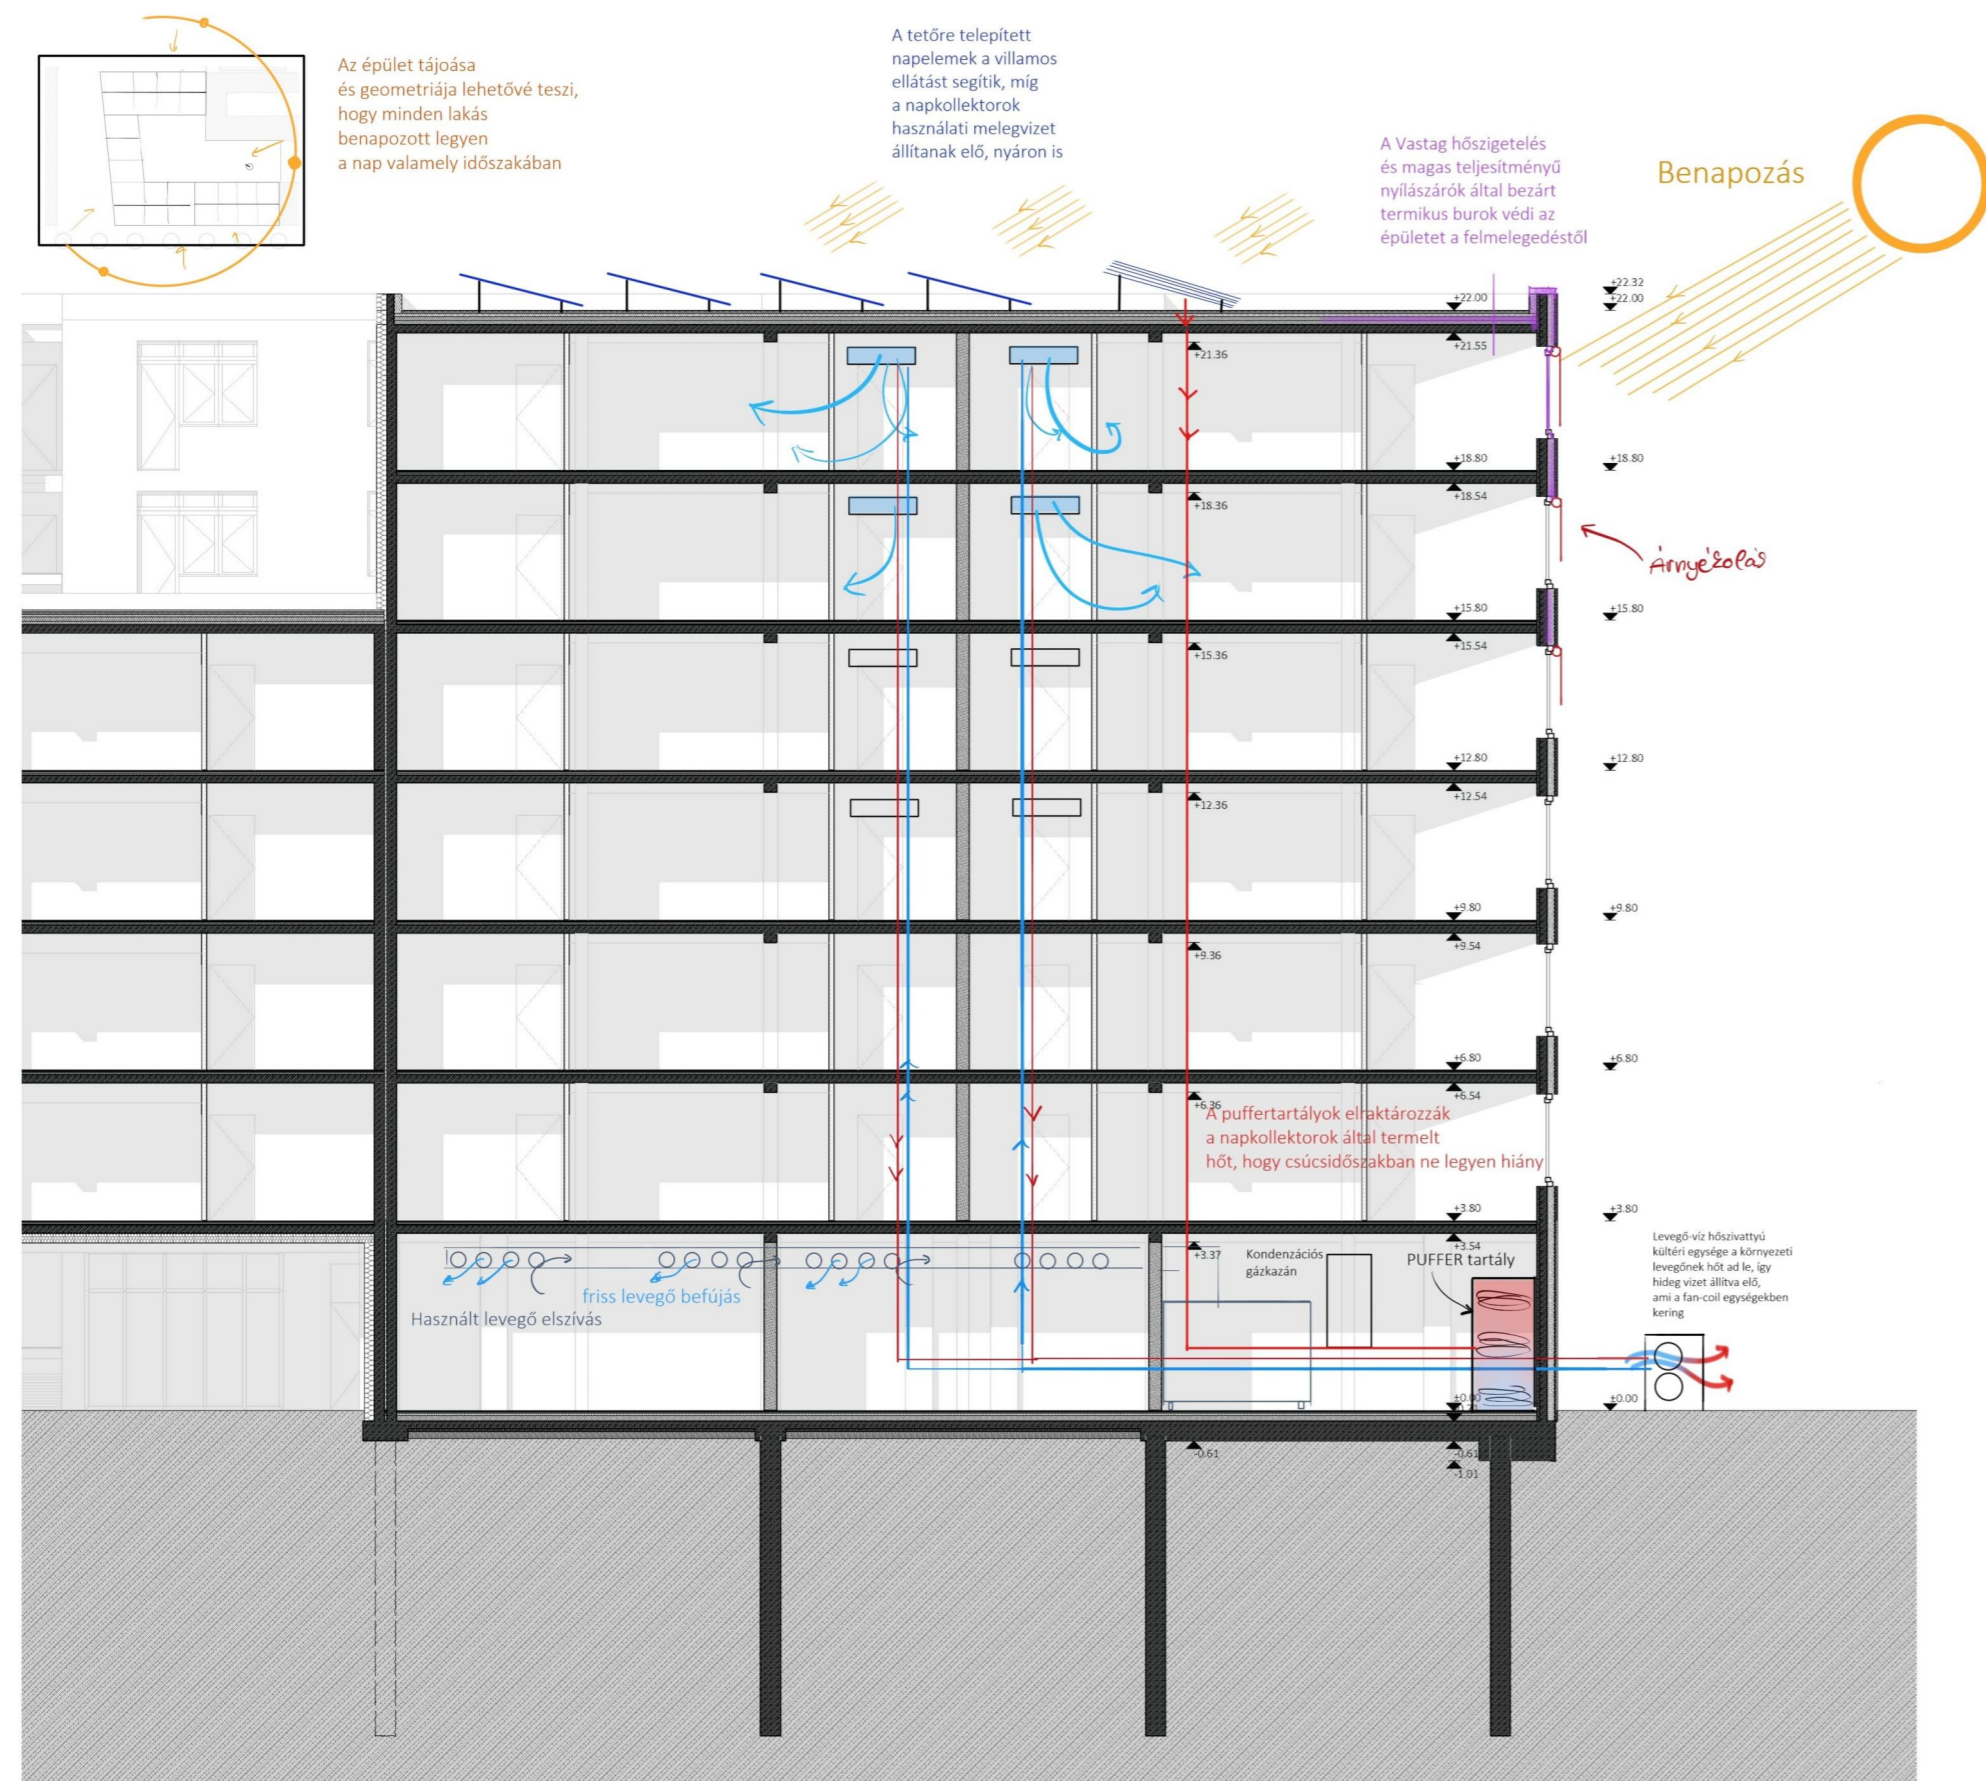 Az épület tájoása
és geometriája lehetővé teszi,
hogy minden lakás
benapozott legyen
a nap valamely időszakában
A tetőre telepített
napelemek a villamos
ellátást segítik, míg
a napkollektorok
használati melegvizet
állítanak elő, nyáron is
A Vastag hőszigetelés
és magas teljesítményű
nyílászárók által bezárt
termikus burok védi az
épületet a felmelegedéstől
Benapozás
+22.32
+22.00
+22.00
+21.55
+21.36
+18.80
+18.80
+18.54
+18.36
Árnyékolás
+15.80
+15.80
+15.54
+15.36
+12.80
+12.80
+12.54
+12.36
+9.80
+9.80
+9.54
+9.36
+6.80
+6.80
+6.54
+6.36
A puffertartályok elraktározzák
a napkollektorok által termelt
hőt, hogy csúcsidőszakban ne legyen hiány
+3.80
+3.80
+3.54
+3.37
Kondenzációs
gázkazán
PUFFER tartály
Levegő-víz hőszivattyú
kültéri egysége a környezeti
levegőnek hőt ad le, így
hideg vizet állítva elő,
ami a fan-coil egységekben
kering
friss levegő befújás
Használt levegő elszívás
±0.00
±0.00
-0.61
-0.61
-1.01